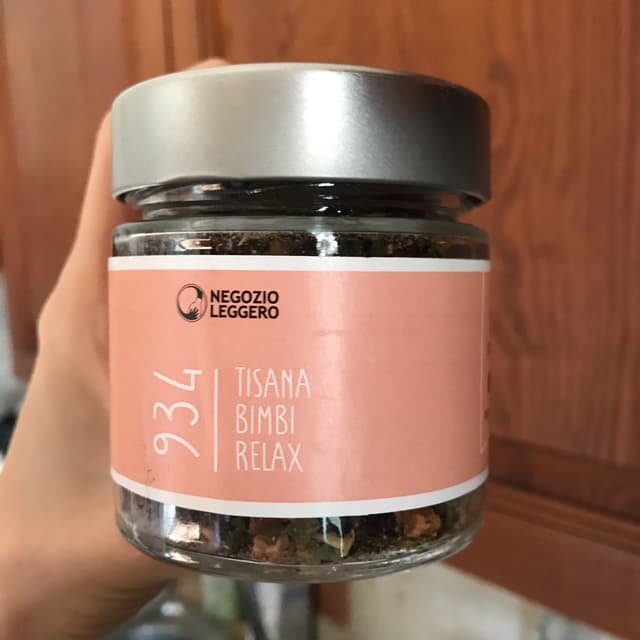 NEGOZIO
LEGGERO
934
TISANA
BIMBI
RELAX